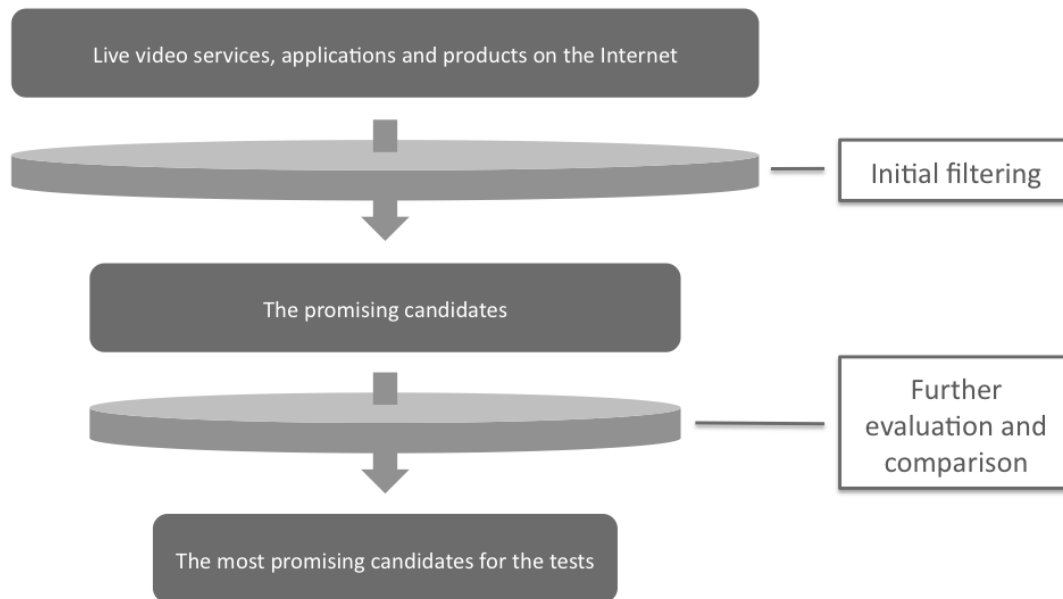 Live video services, applications and products on the Internet
Initial filtering
The promising candidates
Further
evaluation and
comparison
The most promising candidates for the tests